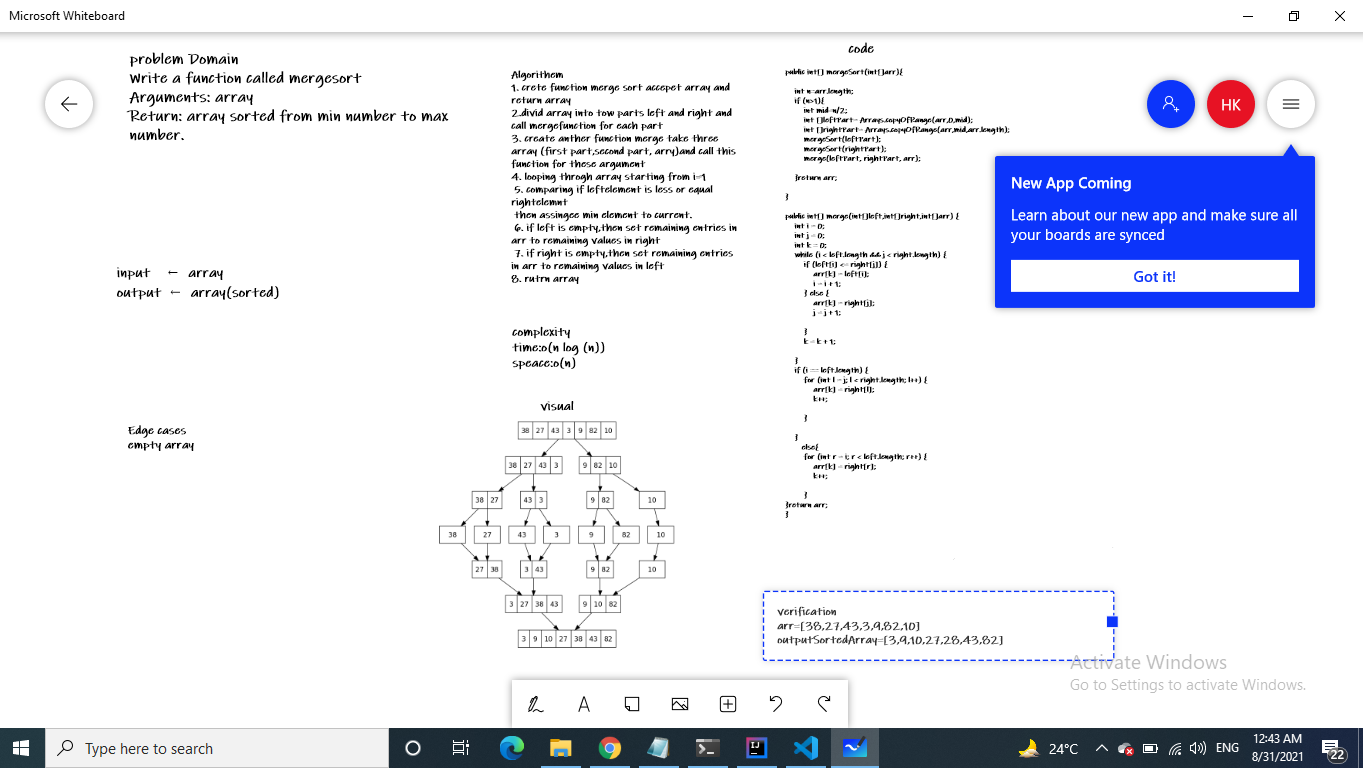 Microsoft Whiteboard
problem Domain
Write a function called mergesort
Arguments: array
Return: array sorted from min number to max
number.
input ← array
output ← array(sorted)
Edge cases
empty array
Algorithem
1. crete function merge sort accepet array and
return array
2.divid array into tow parts left and right and
call mergefunction for each part
3. create anther function merge take three
array (first part,second part, arry)and call this
function for these argument
4. looping throgh array starting from i=1
5. comparing if leftelement is less or equal
rightelemnt
then assingee min element to current.
6. if left is empty,then set remaining entries in
arr to remaining values in right
7. if right is empty,then set remaining entries
in arr to remaining values in left
8. rutrn array
complexity
time:o(n log (n))
speace:o(n)
visual
38 27 43 3 9 82 10
38 27 43 3 9 82 10
38 27 43 3 9 82 10
38 27 43 3 9 82 10
27 38 3 43 9 82 10
3 27 38 43 9 10 82
3 9 10 27 38 43 82
code
public int[] mergeSort(int[]arr){
int n=arr.length;
if (n>1){
int mid=n/2;
int []leftPart= Arrays.copyOfRange(arr,0,mid);
int []rightPart= Arrays.copyOfRange(arr,mid,arr.length);
mergeSort(leftPart);
mergeSort(rightPart);
merge(leftPart, rightPart, arr);
}return arr;
}
public int[] merge(int[]left,int[]right,int[]arr) {
int i = 0;
int j = 0;
int k = 0;
while (i < left.length && j < right.length) {
if (left[i] <= right[j]) {
arr[k] = left[i];
i = i + 1;
} else {
arr[k] = right[j];
j = j + 1;
}
k = k + 1;
}
if (i == left.length) {
for (int l = j; l < right.length; l++) {
arr[k] = right[l];
k++;
}
}
else{
for (int r = i; r < left.length; r++) {
arr[k] = right[r];
k++;
}
}return arr;
}
verification
arr=[38,27,43,3,9,82,10]
outputSortedArray=[3,9,10,27,28,43,82]
HK
New App Coming
Learn about our new app and make sure all
your boards are synced
Got it!
Activate Windows
Go to Settings to activate Windows.
Type here to search
24°C
ENG
12:43 AM
8/31/2021
22